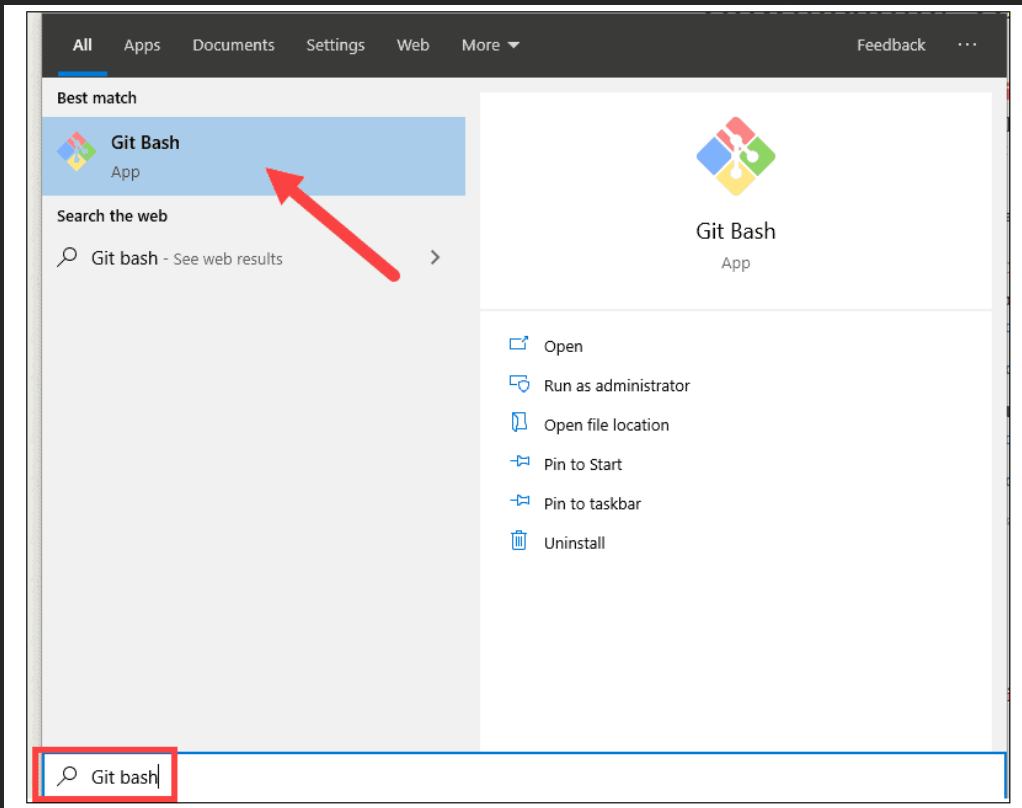 All Apps Documents Settings Web More Feedback ...
Best match
Git Bash
App
Search the web
Git bash - See web results
Git Bash
App
Open
Run as administrator
Open file location
Pin to Start
Pin to taskbar
Uninstall
Git bash